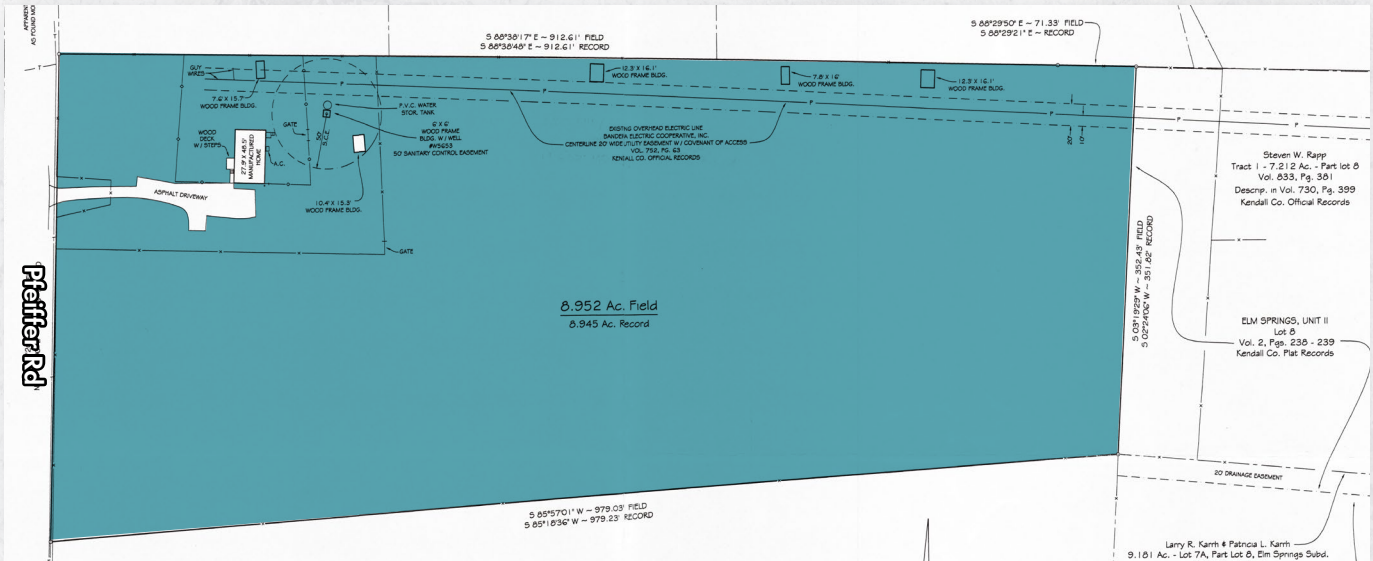 APPARENT
AS FOUND MO
S 88°38'17" E ~ 912.61' FIELD
S 88°38'48" E ~ 912.61' RECORD
S 88°29'50" E ~ 71.33' FIELD
S 88°29'21" E ~ RECORD
GUY
WIRES
7.6' X 15.7'
WOOD FRAME BLDG.
12.3' X 16.1'
WOOD FRAME BLDG.
7.8' X 16'
WOOD FRAME BLDG.
12.3' X 16.1'
WOOD FRAME BLDG.
P.V.C. WATER
STOR. TANK
6' X 6'
WOOD FRAME
BLDG. W / WELL
#W5653
50' SANITARY CONTROL EASEMENT
GATE
50'
S.C.E.
WOOD
DECK
W / STEPS
27.9' X 48.5'
MANUFACTURED
HOME
A.C.
EXISTING OVERHEAD ELECTRIC LINE
BANDERA ELECTRIC COOPERATIVE, INC.
CENTERLINE 20' WIDE UTILITY EASEMENT W / COVENANT OF ACCESS
VOL. 752, PG. 63
KENDALL CO. OFFICIAL RECORDS
20'
10'
ASPHALT DRIVEWAY
10.4' X 15.3'
WOOD FRAME BLDG.
GATE
Steven W. Rapp
Tract 1 - 7.212 Ac. - Part lot 8
Vol. 833, Pg. 381
Descrip. in Vol. 730, Pg. 399
Kendall Co. Official Records
Pfeiffer Rd
8.952 Ac. Field
8.945 Ac. Record
S 03°19'29" W ~ 352.43' FIELD
S 02°24'06" W ~ 351.82' RECORD
ELM SPRINGS, UNIT II
Lot 8
Vol. 2, Pgs. 238 - 239
Kendall Co. Plat Records
20' DRAINAGE EASEMENT
S 85°57'01" W ~ 979.03' FIELD
S 85°18'36" W ~ 979.23' RECORD
Larry R. Karrh & Patricia L. Karrh
9.181 Ac. - Lot 7A, Part Lot 8, Elm Springs Subd.